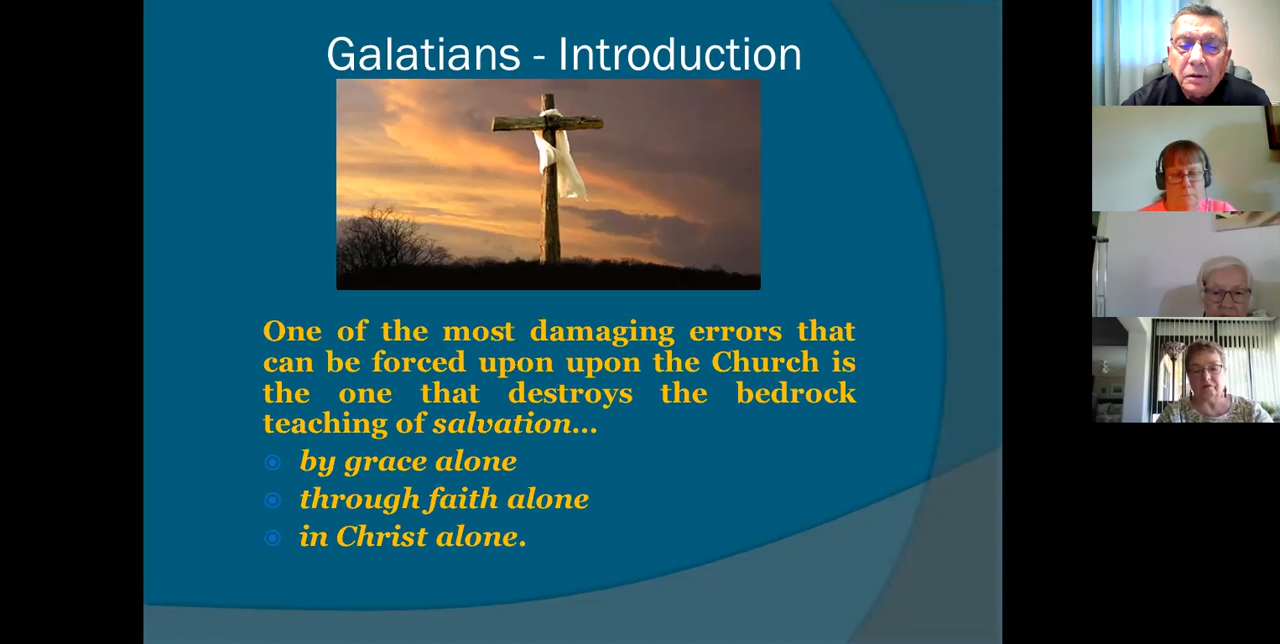 Galatians - Introduction
One of the most damaging errors that
can be forced upon upon the Church is
the one that destroys the bedrock
teaching of salvation...
by grace alone
through faith alone
in Christ alone.